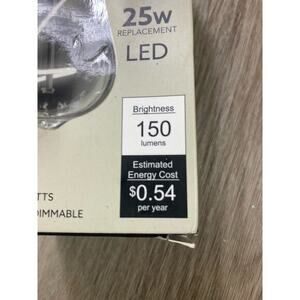 25W
REPLACEMENT
LED
Brightness
150
lumens
Estimated
Energy Cost
$0.54
per year
TTS
DIMMABLE